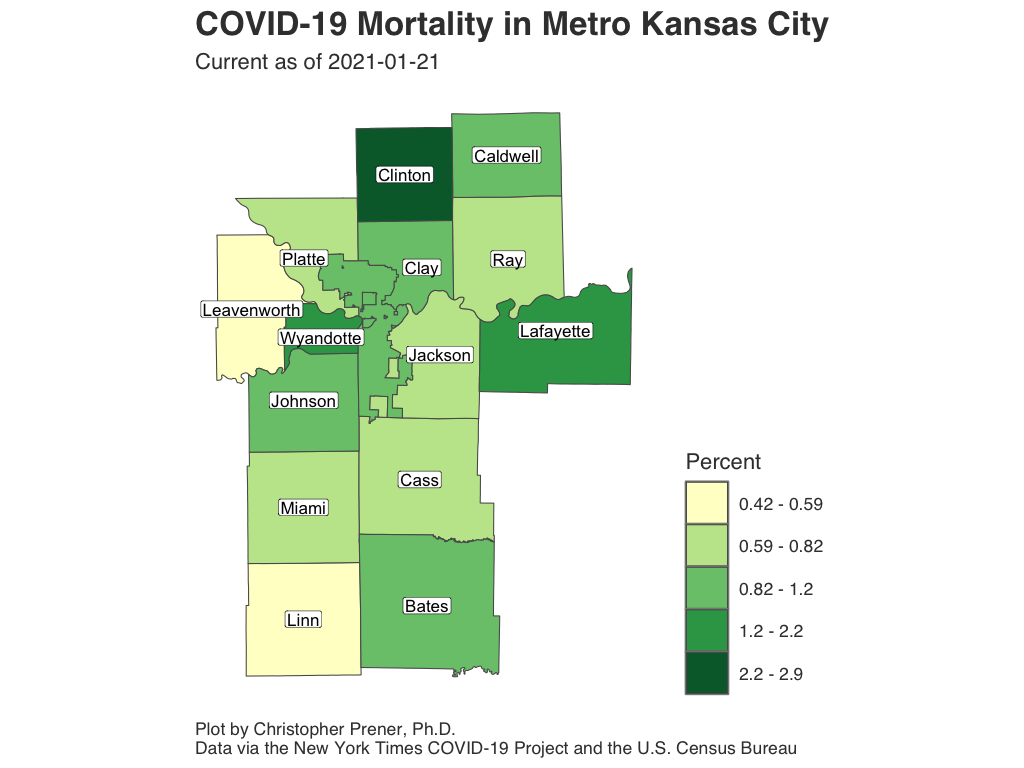 COVID-19 Mortality in Metro Kansas City
Current as of 2021-01-21
Caldwell
Clinton
Platte
Clay
Ray
Leavenworth
Wyandotte
Lafayette
Jackson
Johnson
Cass
Miami
Bates
Linn
Percent
0.42 - 0.59
0.59 - 0.82
0.82 - 1.2
1.2 - 2.2
2.2 - 2.9
Plot by Christopher Prener, Ph.D.
Data via the New York Times COVID-19 Project and the U.S. Census Bureau